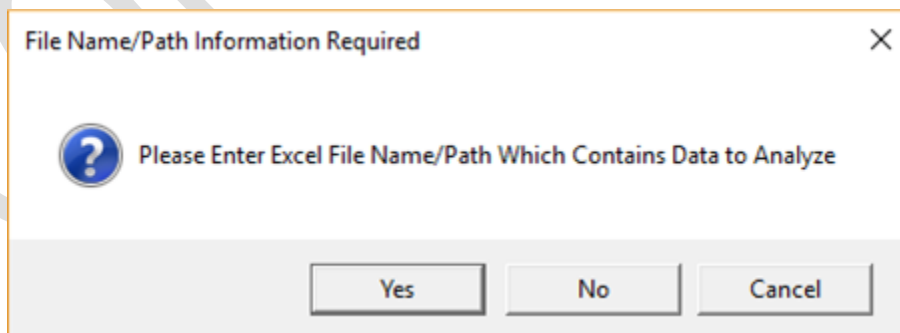 File Name/Path Information Required
Please Enter Excel File Name/Path Which Contains Data to Analyze
Yes No Cancel